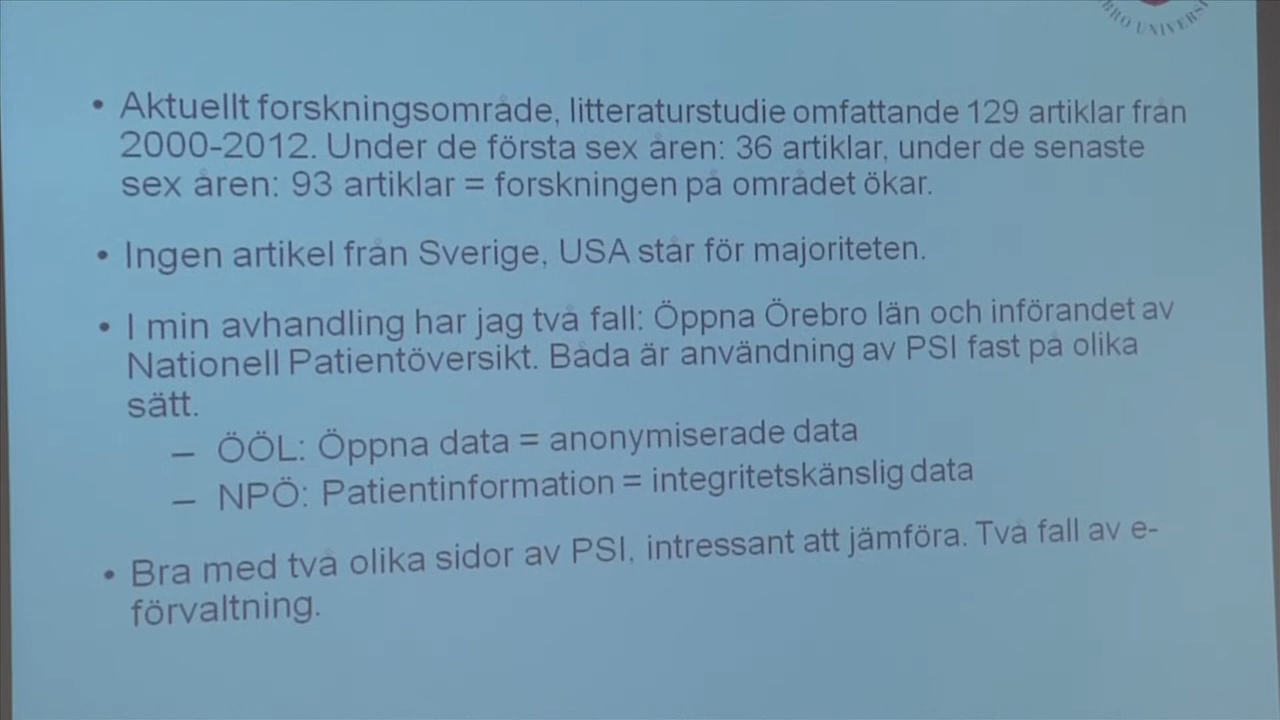 BRO UNIVERSI
• Aktuellt forskningsområde, litteraturstudie omfattande 129 artiklar från
2000-2012. Under de första sex åren: 36 artiklar, under de senaste
sex åren: 93 artiklar = forskningen på området ökar.
• Ingen artikel från Sverige, USA står för majoriteten.
• I min avhandling har jag två fall: Öppna Örebro län och införandet av
Nationell Patientöversikt. Båda är användning av PSI fast på olika
sätt.
– ÖÖL: Öppna data = anonymiserade data
– NPÖ: Patientinformation = integritetskänslig data
• Bra med två olika sidor av PSI, intressant att jämföra. Två fall av e-
förvaltning.